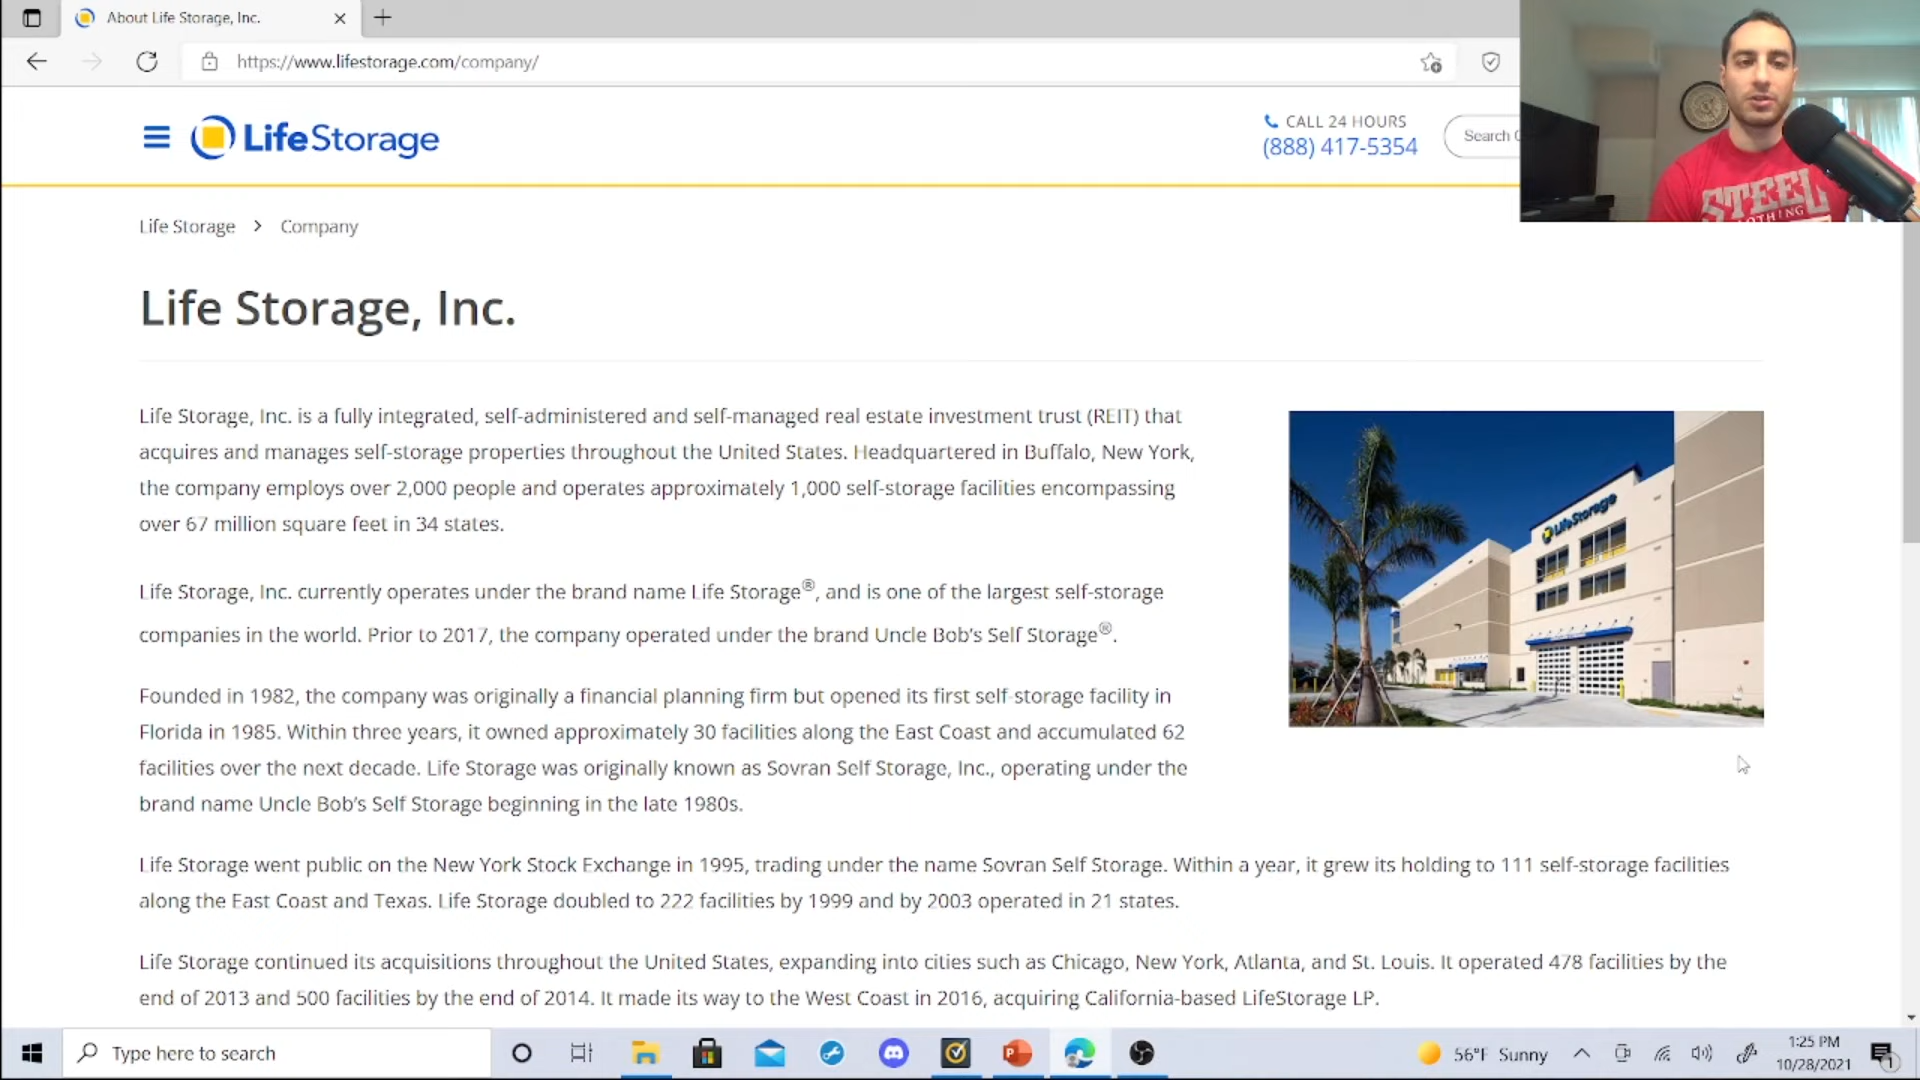 About Life Storage, Inc.
https://www.lifestorage.com/company/
LifeStorage
CALL 24 HOURS
(888) 417-5354
Search
STEEL
Life Storage > Company
Life Storage, Inc.
Life Storage, Inc. is a fully integrated, self-administered and self-managed real estate investment trust (REIT) that
acquires and manages self-storage properties throughout the United States. Headquartered in Buffalo, New York,
the company employs over 2,000 people and operates approximately 1,000 self-storage facilities encompassing
over 67 million square feet in 34 states.
LifeStorage
Life Storage, Inc. currently operates under the brand name Life Storage®, and is one of the largest self-storage
companies in the world. Prior to 2017, the company operated under the brand Uncle Bob's Self Storage®.
Founded in 1982, the company was originally a financial planning firm but opened its first self-storage facility in
Florida in 1985. Within three years, it owned approximately 30 facilities along the East Coast and accumulated 62
facilities over the next decade. Life Storage was originally known as Sovran Self Storage, Inc., operating under the
brand name Uncle Bob's Self Storage beginning in the late 1980s.
Life Storage went public on the New York Stock Exchange in 1995, trading under the name Sovran Self Storage. Within a year, it grew its holding to 111 self-storage facilities
along the East Coast and Texas. Life Storage doubled to 222 facilities by 1999 and by 2003 operated in 21 states.
Life Storage continued its acquisitions throughout the United States, expanding into cities such as Chicago, New York, Atlanta, and St. Louis. It operated 478 facilities by the
end of 2013 and 500 facilities by the end of 2014. It made its way to the West Coast in 2016, acquiring California-based LifeStorage LP.
Type here to search
56°F Sunny
1:25 PM
10/28/2021
1